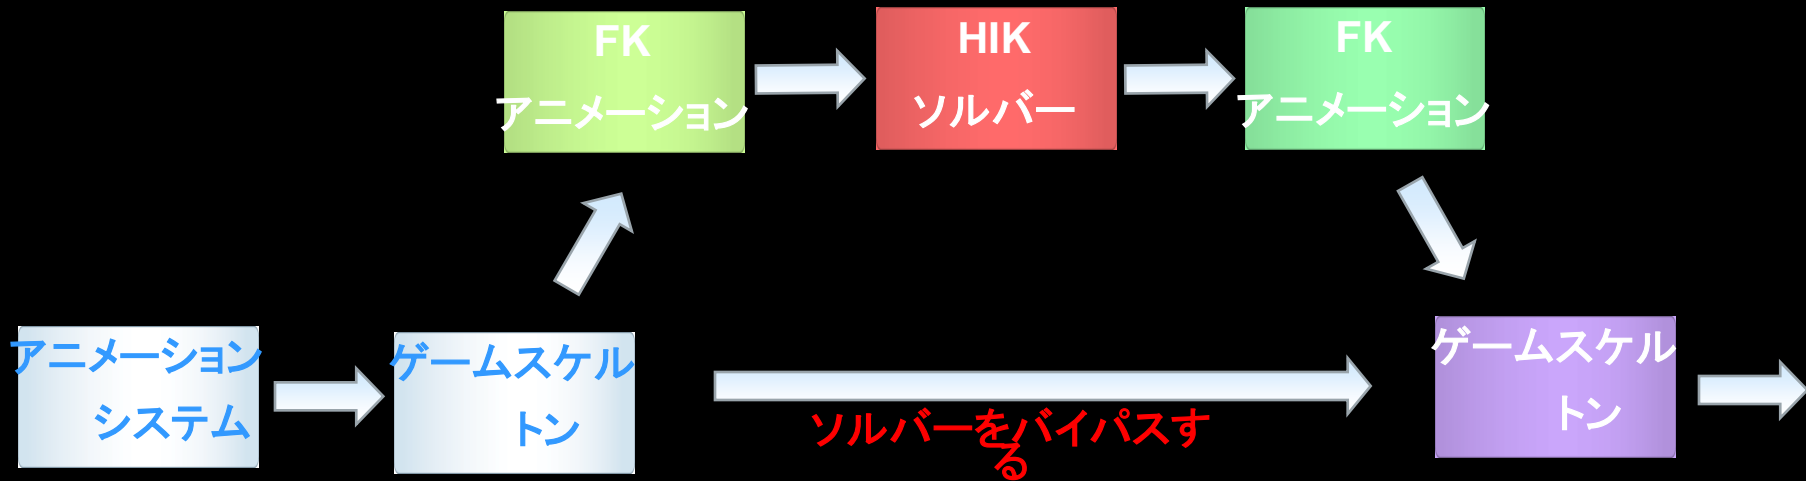 FK
アニメーション
HIK
ソルバー
FK
アニメーション
アニメーション
システム
ゲームスケル
トン
ソルバーをバイパスす
る
ゲームスケル
トン